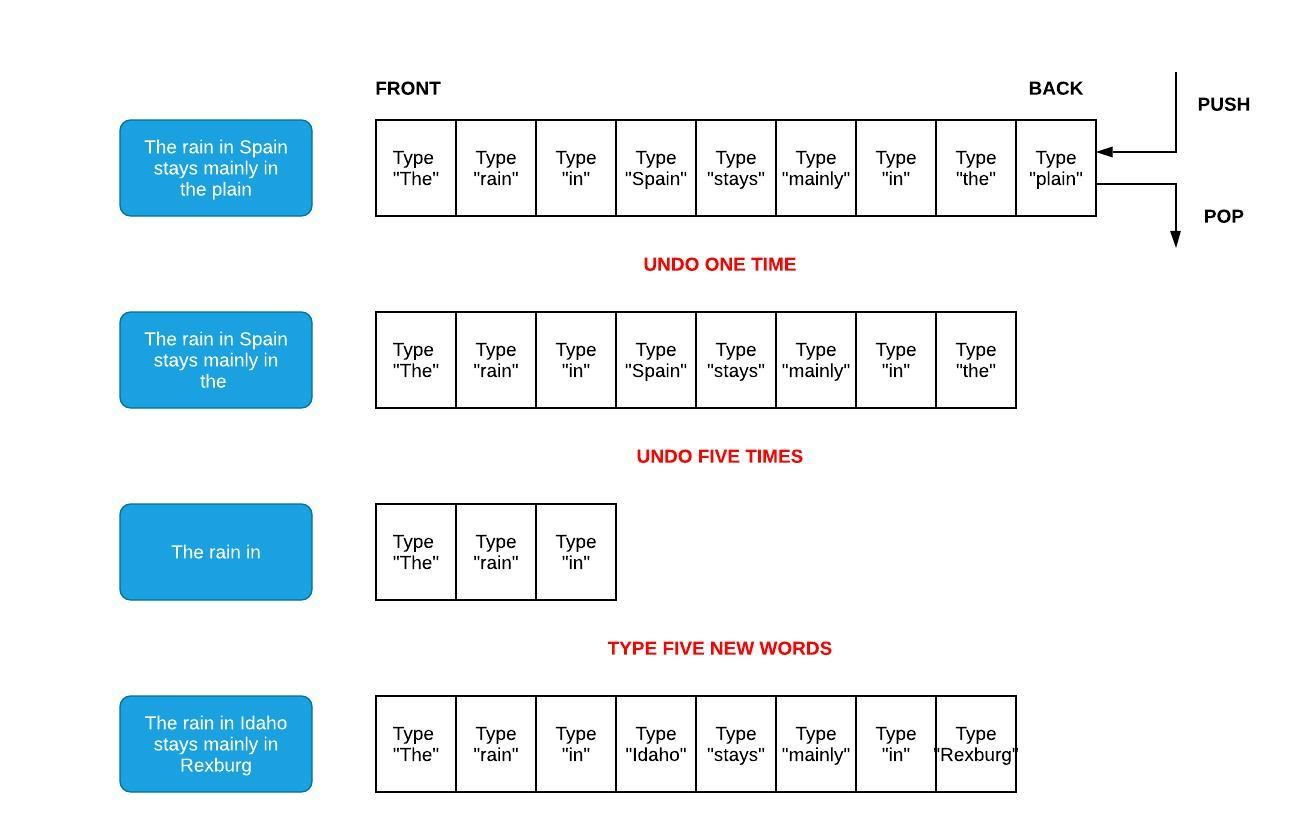 FRONT
BACK
PUSH
The rain in Spain
stays mainly in
the plain
Type
"The"
Type
"rain"
Type
"in"
Type
"Spain"
Type
"stays"
Type
"mainly"
Type
"in"
Type
"the"
Type
"plain"
POP
UNDO ONE TIME
The rain in Spain
stays mainly in
the
Type
"The"
Type
"rain"
Type
"in"
Type
"Spain"
Type
"stays"
Type
"mainly"
Type
"in"
Type
"the"
UNDO FIVE TIMES
The rain in
Type
"The"
Type
"rain"
Type
"in"
TYPE FIVE NEW WORDS
The rain in Idaho
stays mainly in
Rexburg
Type
"The"
Type
"rain"
Type
"in"
Type
"Idaho"
Type
"stays"
Type
"mainly"
Type
"in"
Type
"Rexburg"